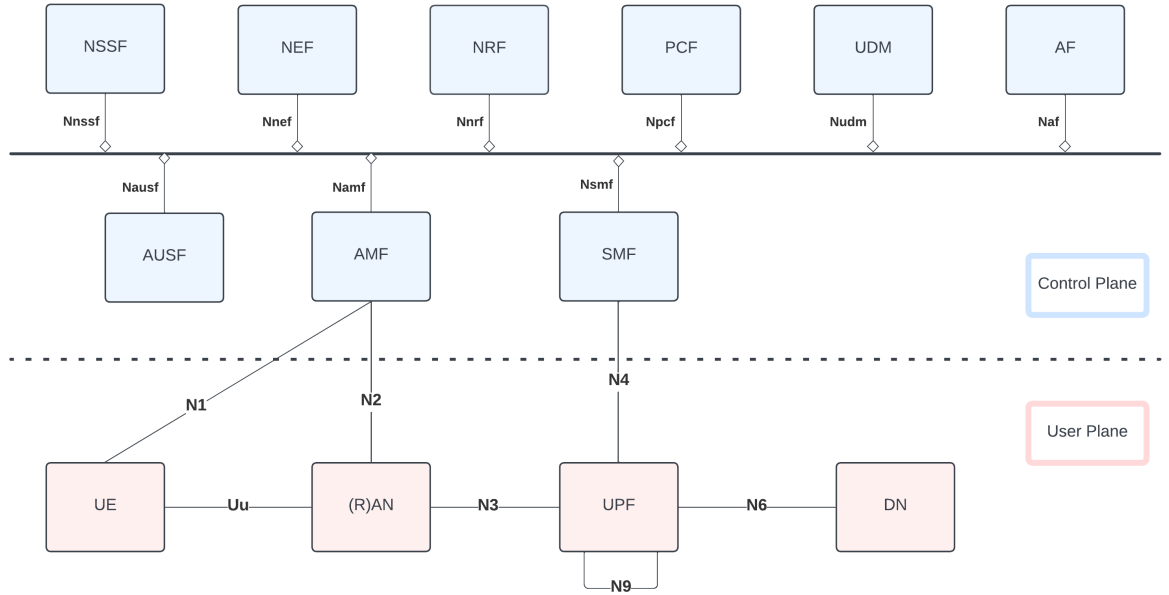 NSSF
NEF
NRF
PCF
UDM
AF
Nnssf
Nnef
Nnrf
Npcf
Nudm
Naf
Nausf
Namf
Nsmf
AUSF
AMF
SMF
Control Plane
N4
N1
N2
User Plane
UE
Uu
(R)AN
N3
UPF
N6
DN
N9